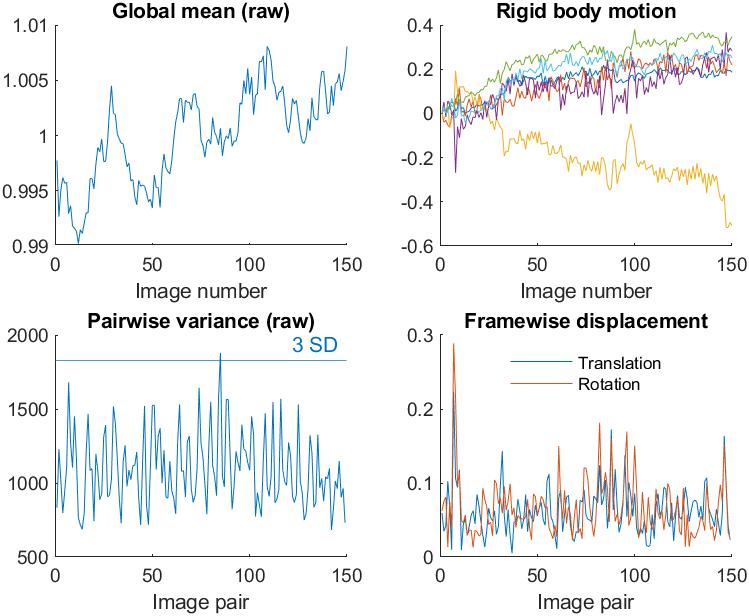 Global mean (raw)
1.01
1.005
1
0.995
0.99
0 50 100 150
Image number
Rigid body motion
0.4
0.2
0
-0.2
-0.4
-0.6
0 50 100 150
Image number
Pairwise variance (raw)
2000
3 SD
1500
1000
500
0 50 100 150
Image pair
Framewise displacement
0.3
Translation
Rotation
0.2
0.1
0
0 50 100 150
Image pair